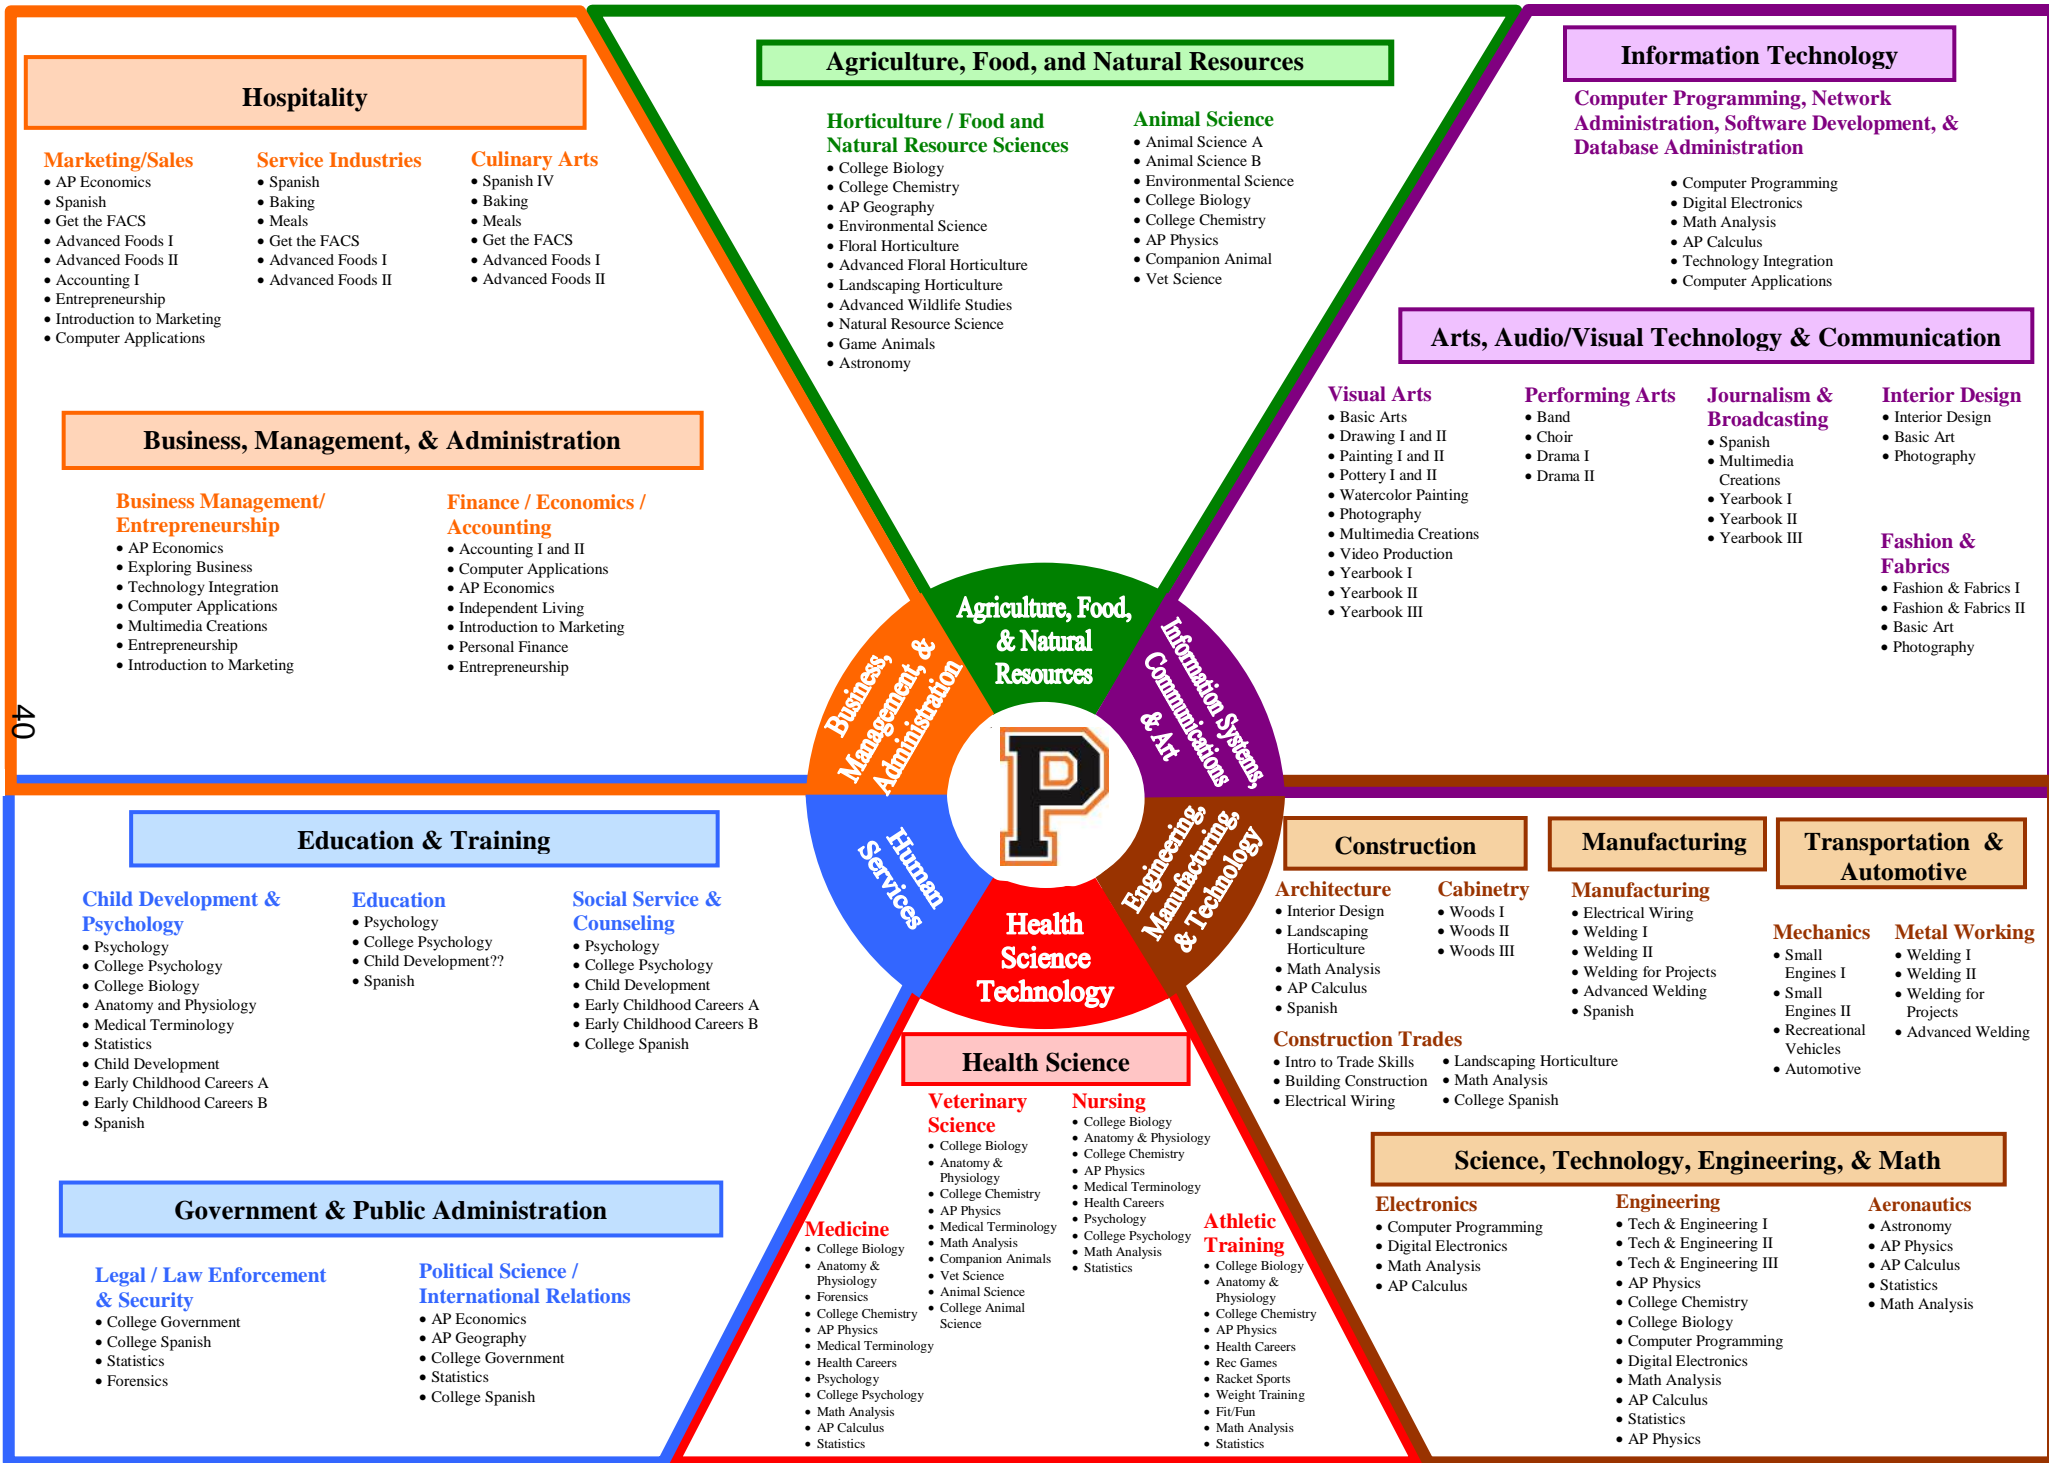 Hospitality
Marketing/Sales
• AP Economics
• Spanish
• Get the FACS
• Advanced Foods I
• Advanced Foods II
• Accounting I
• Entrepreneurship
• Introduction to Marketing
• Computer Applications
Service Industries
• Spanish
• Baking
• Meals
• Get the FACS
• Advanced Foods I
• Advanced Foods II
Culinary Arts
• Spanish IV
• Baking
• Meals
• Get the FACS
• Advanced Foods I
• Advanced Foods II
Business, Management, & Administration
Business Management/
Entrepreneurship
• AP Economics
• Exploring Business
• Technology Integration
• Computer Applications
• Multimedia Creations
• Entrepreneurship
• Introduction to Marketing
Finance / Economics /
Accounting
• Accounting I and II
• Computer Applications
• AP Economics
• Independent Living
• Introduction to Marketing
• Personal Finance
• Entrepreneurship
40
Agriculture, Food, and Natural Resources
Horticulture / Food and
Natural Resource Sciences
• College Biology
• College Chemistry
• AP Geography
• Environmental Science
• Floral Horticulture
• Advanced Floral Horticulture
• Landscaping Horticulture
• Advanced Wildlife Studies
• Natural Resource Science
• Game Animals
• Astronomy
Animal Science
• Animal Science A
• Animal Science B
• Environmental Science
• College Biology
• College Chemistry
• AP Physics
• Companion Animal
• Vet Science
Information Technology
Computer Programming, Network
Administration, Software Development, &
Database Administration
• Computer Programming
• Digital Electronics
• Math Analysis
• AP Calculus
• Technology Integration
• Computer Applications
Arts, Audio/Visual Technology & Communication
Visual Arts
• Basic Arts
• Drawing I and II
• Painting I and II
• Pottery I and II
• Watercolor Painting
• Photography
• Multimedia Creations
• Video Production
• Yearbook I
• Yearbook II
• Yearbook III
Performing Arts
• Band
• Choir
• Drama I
• Drama II
Journalism &
Broadcasting
• Spanish
• Multimedia
Creations
• Yearbook I
• Yearbook II
• Yearbook III
Interior Design
• Interior Design
• Basic Art
• Photography
Fashion &
Fabrics
• Fashion & Fabrics I
• Fashion & Fabrics II
• Basic Art
• Photography
Agriculture, Food,
& Natural
Resources
Business,
Management, &
Administration
Information Systems,
Communications
& Art
P
Human
Services
Engineering,
Manufacturing,
& Technology
Health
Science
Technology
Education & Training
Child Development &
Psychology
• Psychology
• College Psychology
• College Biology
• Anatomy and Physiology
• Medical Terminology
• Statistics
• Child Development
• Early Childhood Careers A
• Early Childhood Careers B
• Spanish
Education
• Psychology
• College Psychology
• Child Development??
• Spanish
Social Service &
Counseling
• Psychology
• College Psychology
• Child Development
• Early Childhood Careers A
• Early Childhood Careers B
• College Spanish
Government & Public Administration
Legal / Law Enforcement
& Security
• College Government
• College Spanish
• Statistics
• Forensics
Political Science /
International Relations
• AP Economics
• AP Geography
• College Government
• Statistics
• College Spanish
Health Science
Medicine
• College Biology
• Anatomy &
Physiology
• Forensics
• College Chemistry
• AP Physics
• Medical Terminology
• Health Careers
• Psychology
• College Psychology
• Math Analysis
• AP Calculus
• Statistics
Veterinary
Science
• College Biology
• Anatomy &
Physiology
• College Chemistry
• AP Physics
• Medical Terminology
• Math Analysis
• Companion Animals
• Vet Science
• Animal Science
• College Animal
Science
Nursing
• College Biology
• Anatomy & Physiology
• College Chemistry
• AP Physics
• Medical Terminology
• Health Careers
• Psychology
• College Psychology
• Math Analysis
• Statistics
Athletic
Training
• College Biology
• Anatomy &
Physiology
• College Chemistry
• AP Physics
• Health Careers
• Rec Games
• Racket Sports
• Weight Training
• Fit/Fun
• Math Analysis
• Statistics
Construction
Architecture
• Interior Design
• Landscaping
Horticulture
• Math Analysis
• AP Calculus
• Spanish
Cabinetry
• Woods I
• Woods II
• Woods III
Construction Trades
• Intro to Trade Skills
• Building Construction
• Electrical Wiring
• Landscaping Horticulture
• Math Analysis
• College Spanish
Manufacturing
Manufacturing
• Electrical Wiring
• Welding I
• Welding II
• Welding for Projects
• Advanced Welding
• Spanish
Transportation &
Automotive
Mechanics
• Small
Engines I
• Small
Engines II
• Recreational
Vehicles
• Automotive
Metal Working
• Welding I
• Welding II
• Welding for
Projects
• Advanced Welding
Science, Technology, Engineering, & Math
Electronics
• Computer Programming
• Digital Electronics
• Math Analysis
• AP Calculus
Engineering
• Tech & Engineering I
• Tech & Engineering II
• Tech & Engineering III
• AP Physics
• College Chemistry
• College Biology
• Computer Programming
• Digital Electronics
• Math Analysis
• AP Calculus
• Statistics
• AP Physics
Aeronautics
• Astronomy
• AP Physics
• AP Calculus
• Statistics
• Math Analysis